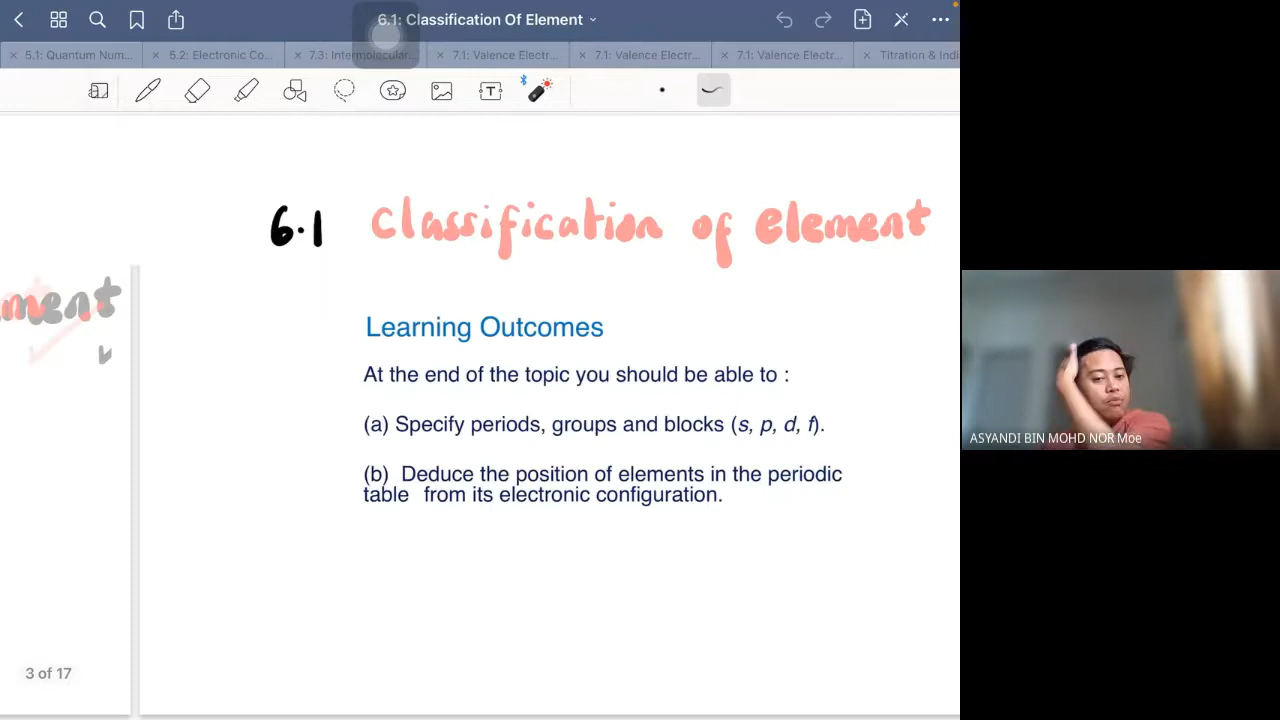 6.1: Classification Of Element
5.1: Quantum Num...
5.2: Electronic Co...
7.3: Intermolecular...
7.1: Valence Electr...
7.1: Valence Electr...
7.1: Valence Electr...
Titration & Indi
T
6.1 Classification of element
ment
Learning Outcomes
At the end of the topic you should be able to :
(a) Specify periods, groups and blocks (s, p, d, f).
(b) Deduce the position of elements in the periodic
table from its electronic configuration.
ASYANDI BIN MOHD NOR Moe
3 of 17